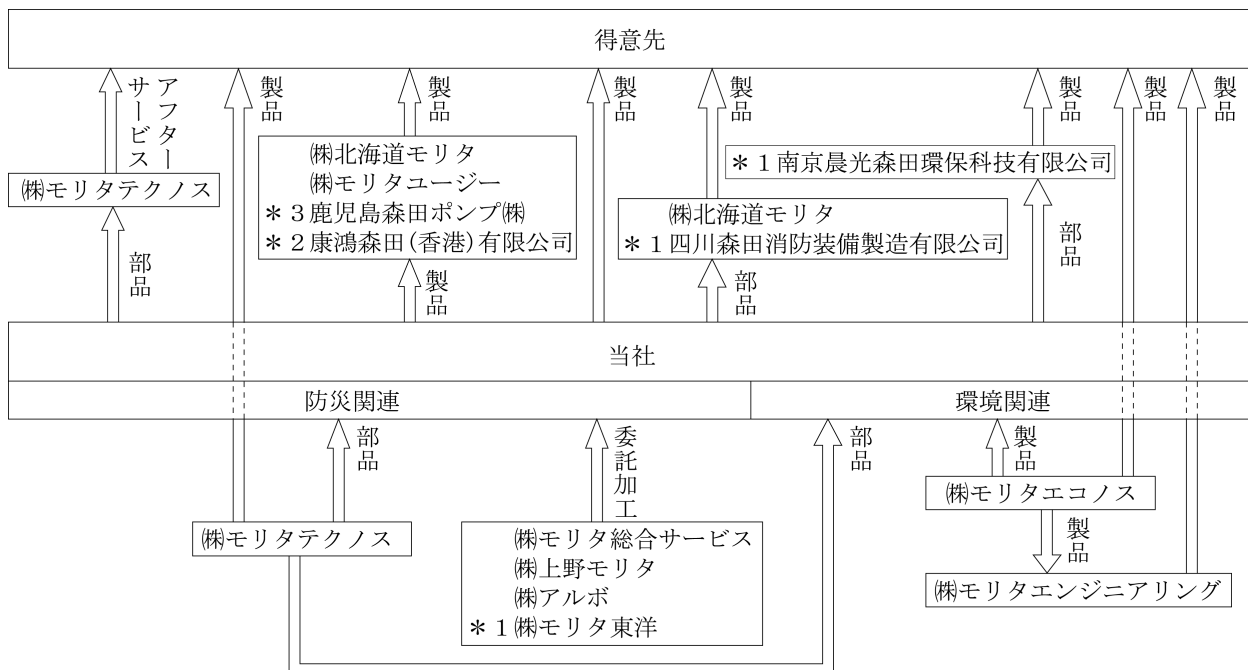 得意先
アフター
サービス
製品
製品
製品
製品
製品
製品
製品
㈱北海道モリタ
㈱モリタユージー
＊3鹿児島森田ポンプ㈱
＊2康鴻森田(香港)有限公司
＊1南京晨光森田環保科技有限公司
㈱モリタテクノス
㈱北海道モリタ
＊1四川森田消防装備製造有限公司
部品
製品
部品
部品
当社
防災関連
環境関連
部品
委託加工
部品
製品
㈱モリタエコノス
㈱モリタテクノス
㈱モリタ総合サービス
㈱上野モリタ
㈱アルボ
＊1㈱モリタ東洋
製品
㈱モリタエンジニアリング